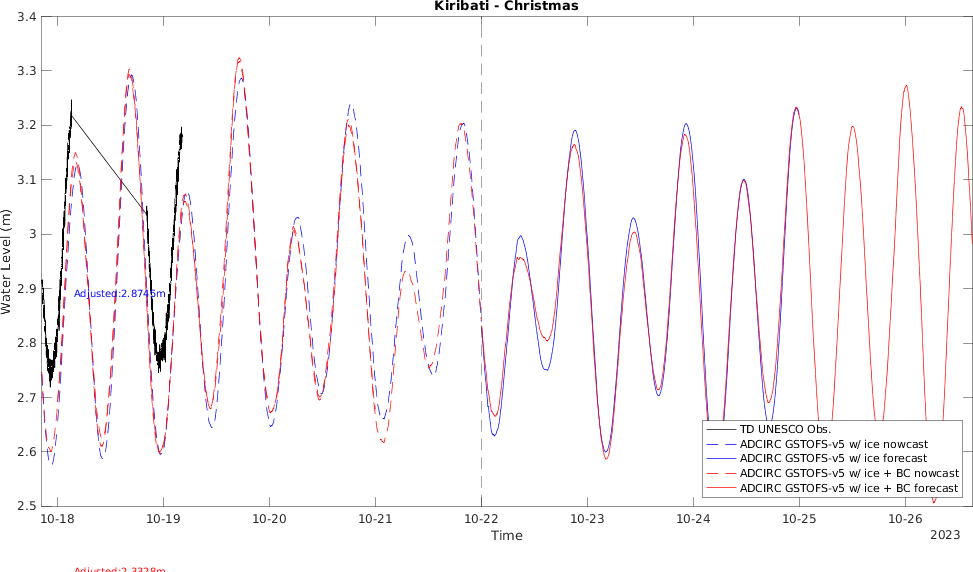 Kiribati - Christmas
3.4
3.3
3.2
3.1
3
2.9
2.8
2.7
2.6
2.5
Water Level (m)
Adjusted:2.8745m
TD UNESCO Obs.
ADCIRC GSTOFS-v5 w/ ice nowcast
ADCIRC GSTOFS-v5 w/ ice forecast
ADCIRC GSTOFS-v5 w/ ice + BC nowcast
ADCIRC GSTOFS-v5 w/ ice + BC forecast
10-18 10-19 10-20 10-21 10-22 10-23 10-24 10-25 10-26
Time
2023
Adjusted:2.3328m